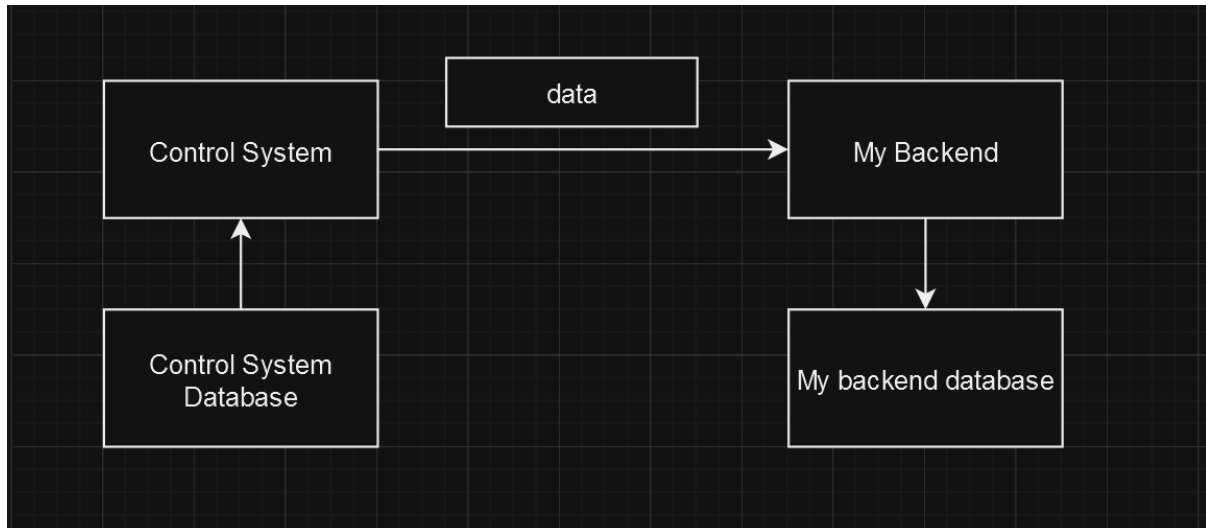 data
Control System
My Backend
Control System
Database
My backend database